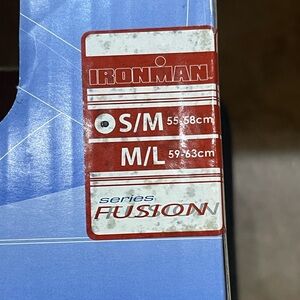 IRONMAN
S/M 55-58cm
M/L 59-63cm
series
FUSION